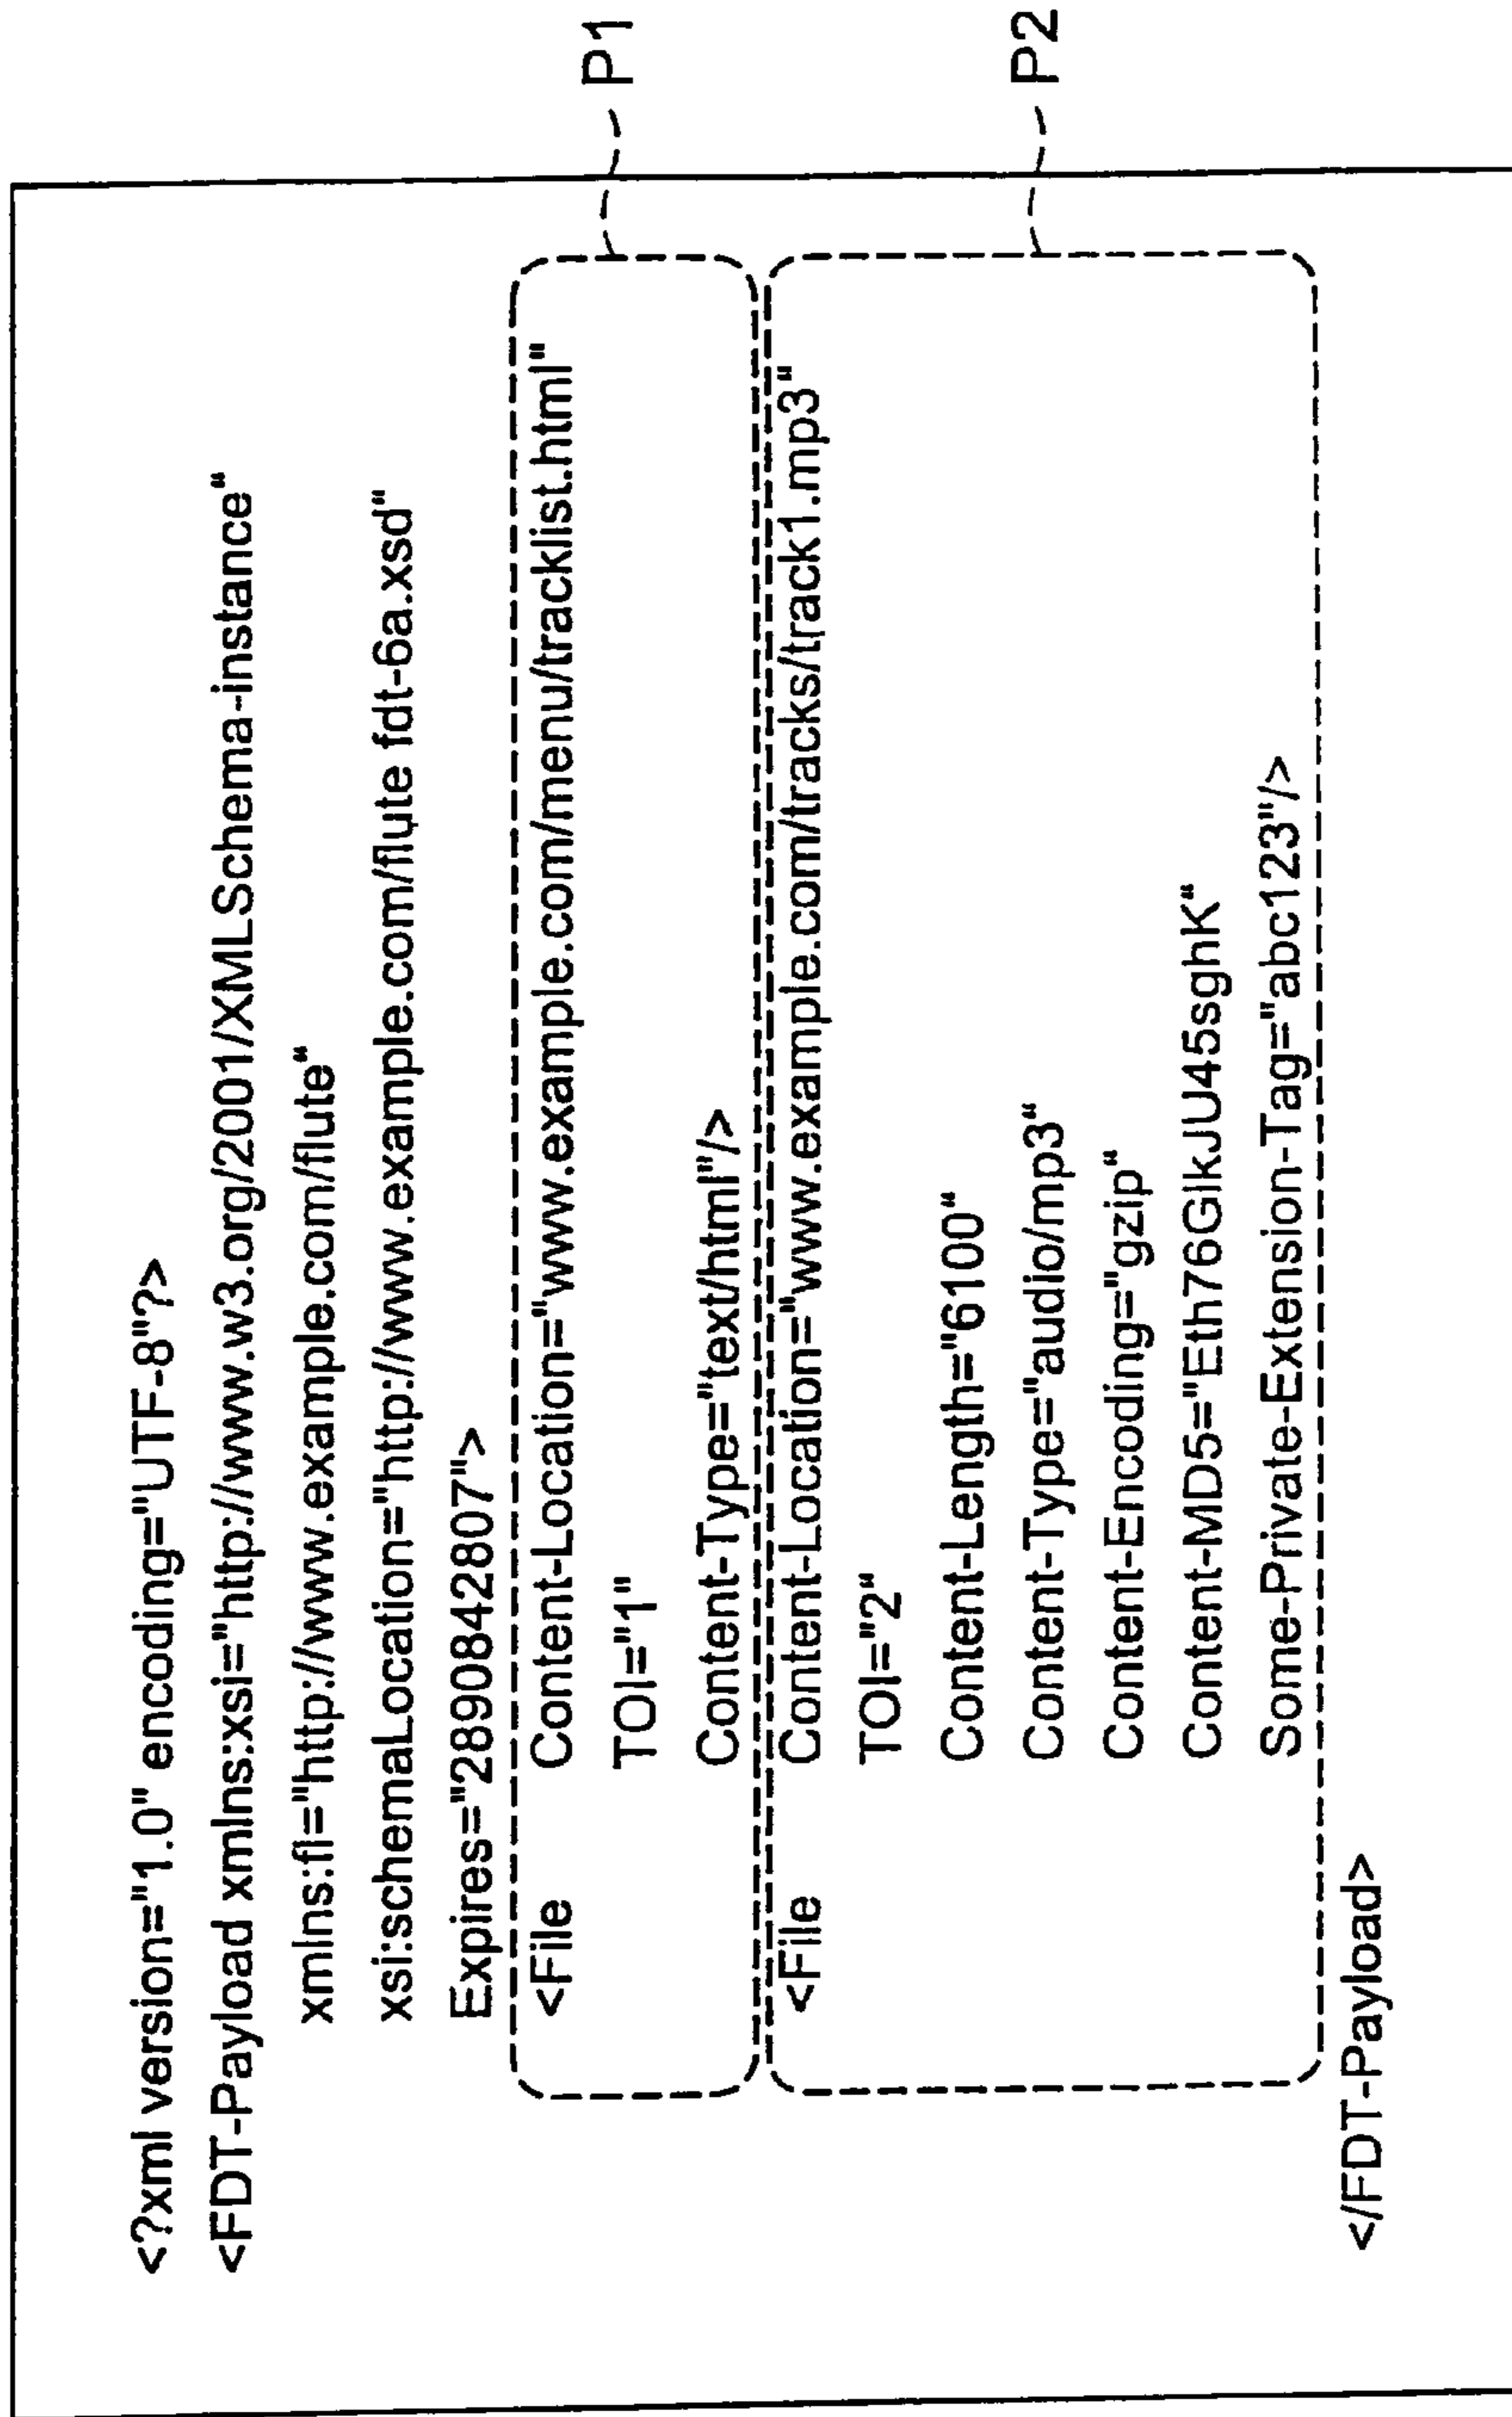 <?xml version="1.0" encoding="UTF-8"?>
<FDT-Payload xmlns:xsi="http://www.w3.org/2001/XMLSchema-instance"
xmlns:fl="http://www.example.com/flute"
xsi:schemaLocation="http://www.example.com/flute fdt-6a.xsd"
Expires="2890842807">
<File Content-Location="www.example.com/menu/tracklist.html"
TOI="1"
Content-Type="text/html"/>
P1
<File Content-Location="www.example.com/tracks/track1.mp3"
TOI="2"
Content-Length="6100"
Content-Type="audio/mp3"
Content-Encoding="gzip"
Content-MD5="Eth76GlkJU45sghK"
Some-Private-Extension-Tag="abc123"/>
P2
</FDT-Payload>